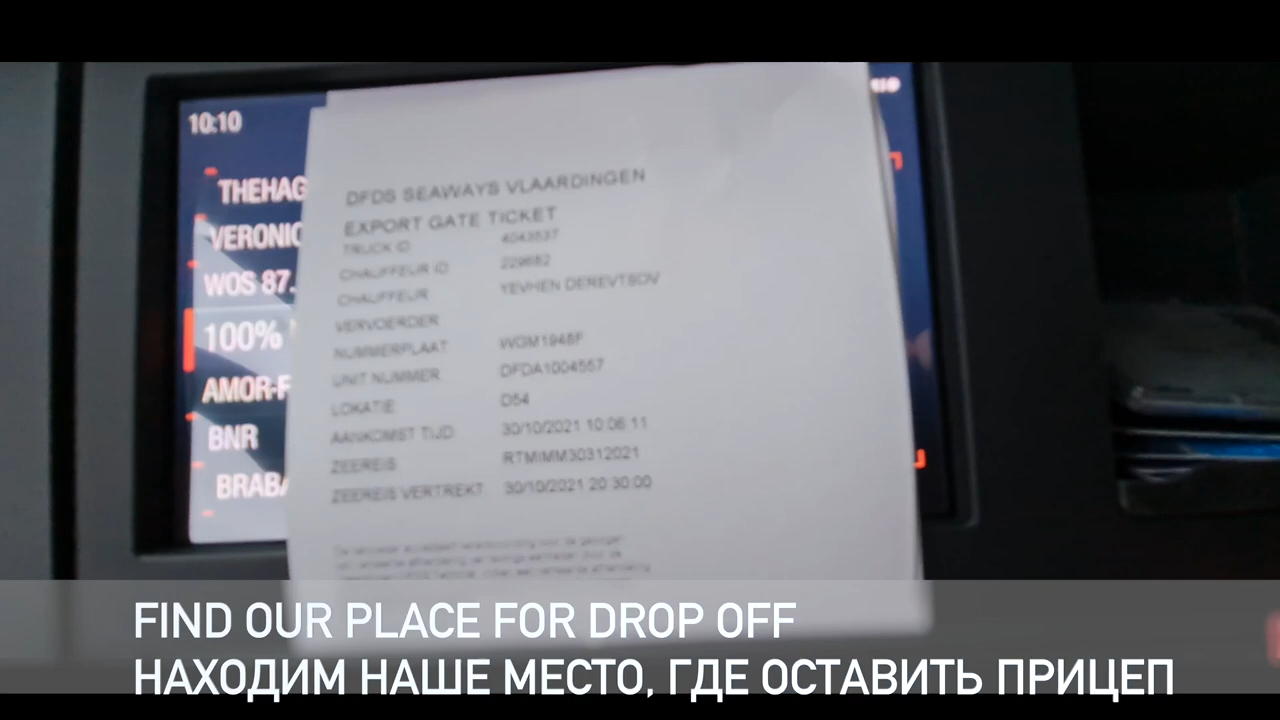 10:10
THEHAG
VERONIC
WOS 87.
100%
AMOR-F
BNR
BRABA
DFDS SEAWAYS VLAARDINGEN
EXPORT GATE TICKET
TRUCK ID 4043537
CHAUFFEUR ID 229682
CHAUFFEUR YEVHEN DEREVTSOV
VERVOERDER
NUMMERPLAAT WGM1948F
UNIT NUMMER DFDA1004557
LOKATIE D54
AANKOMST TIJD 30/10/2021 10:06:11
ZEEREIS RTMIMM30312021
ZEEREIS VERTREKT 30/10/2021 20:30:00
FIND OUR PLACE FOR DROP OFF
НАХОДИМ НАШЕ МЕСТО, ГДЕ ОСТАВИТЬ ПРИЦЕП